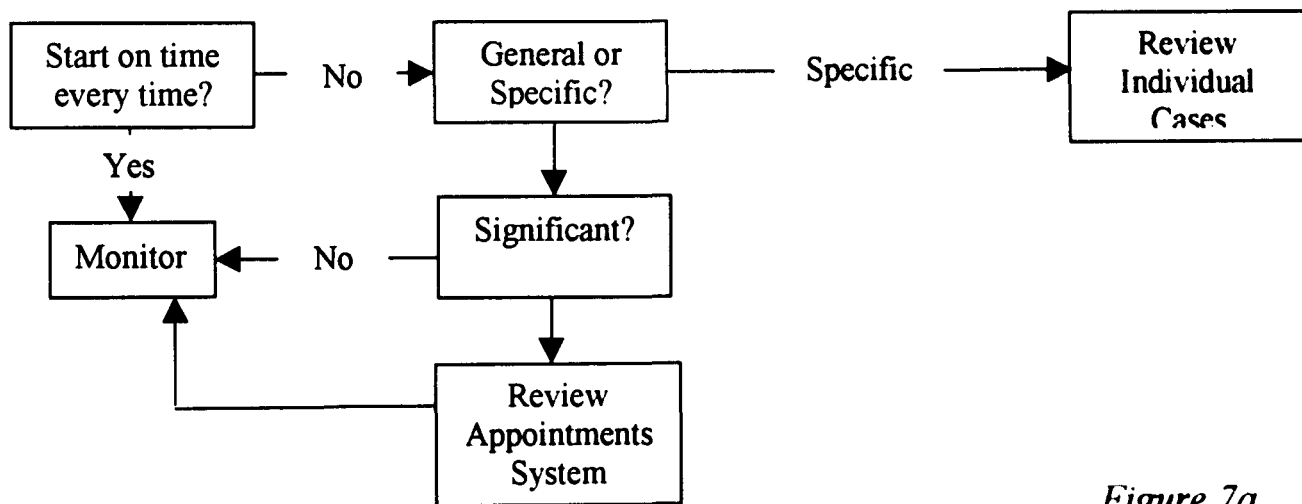 Start on time
every time?
No
General or
Specific?
Specific
Review
Individual
Cases
Yes
Monitor
No
Significant?
Review
Appointments
System
Figure 7a